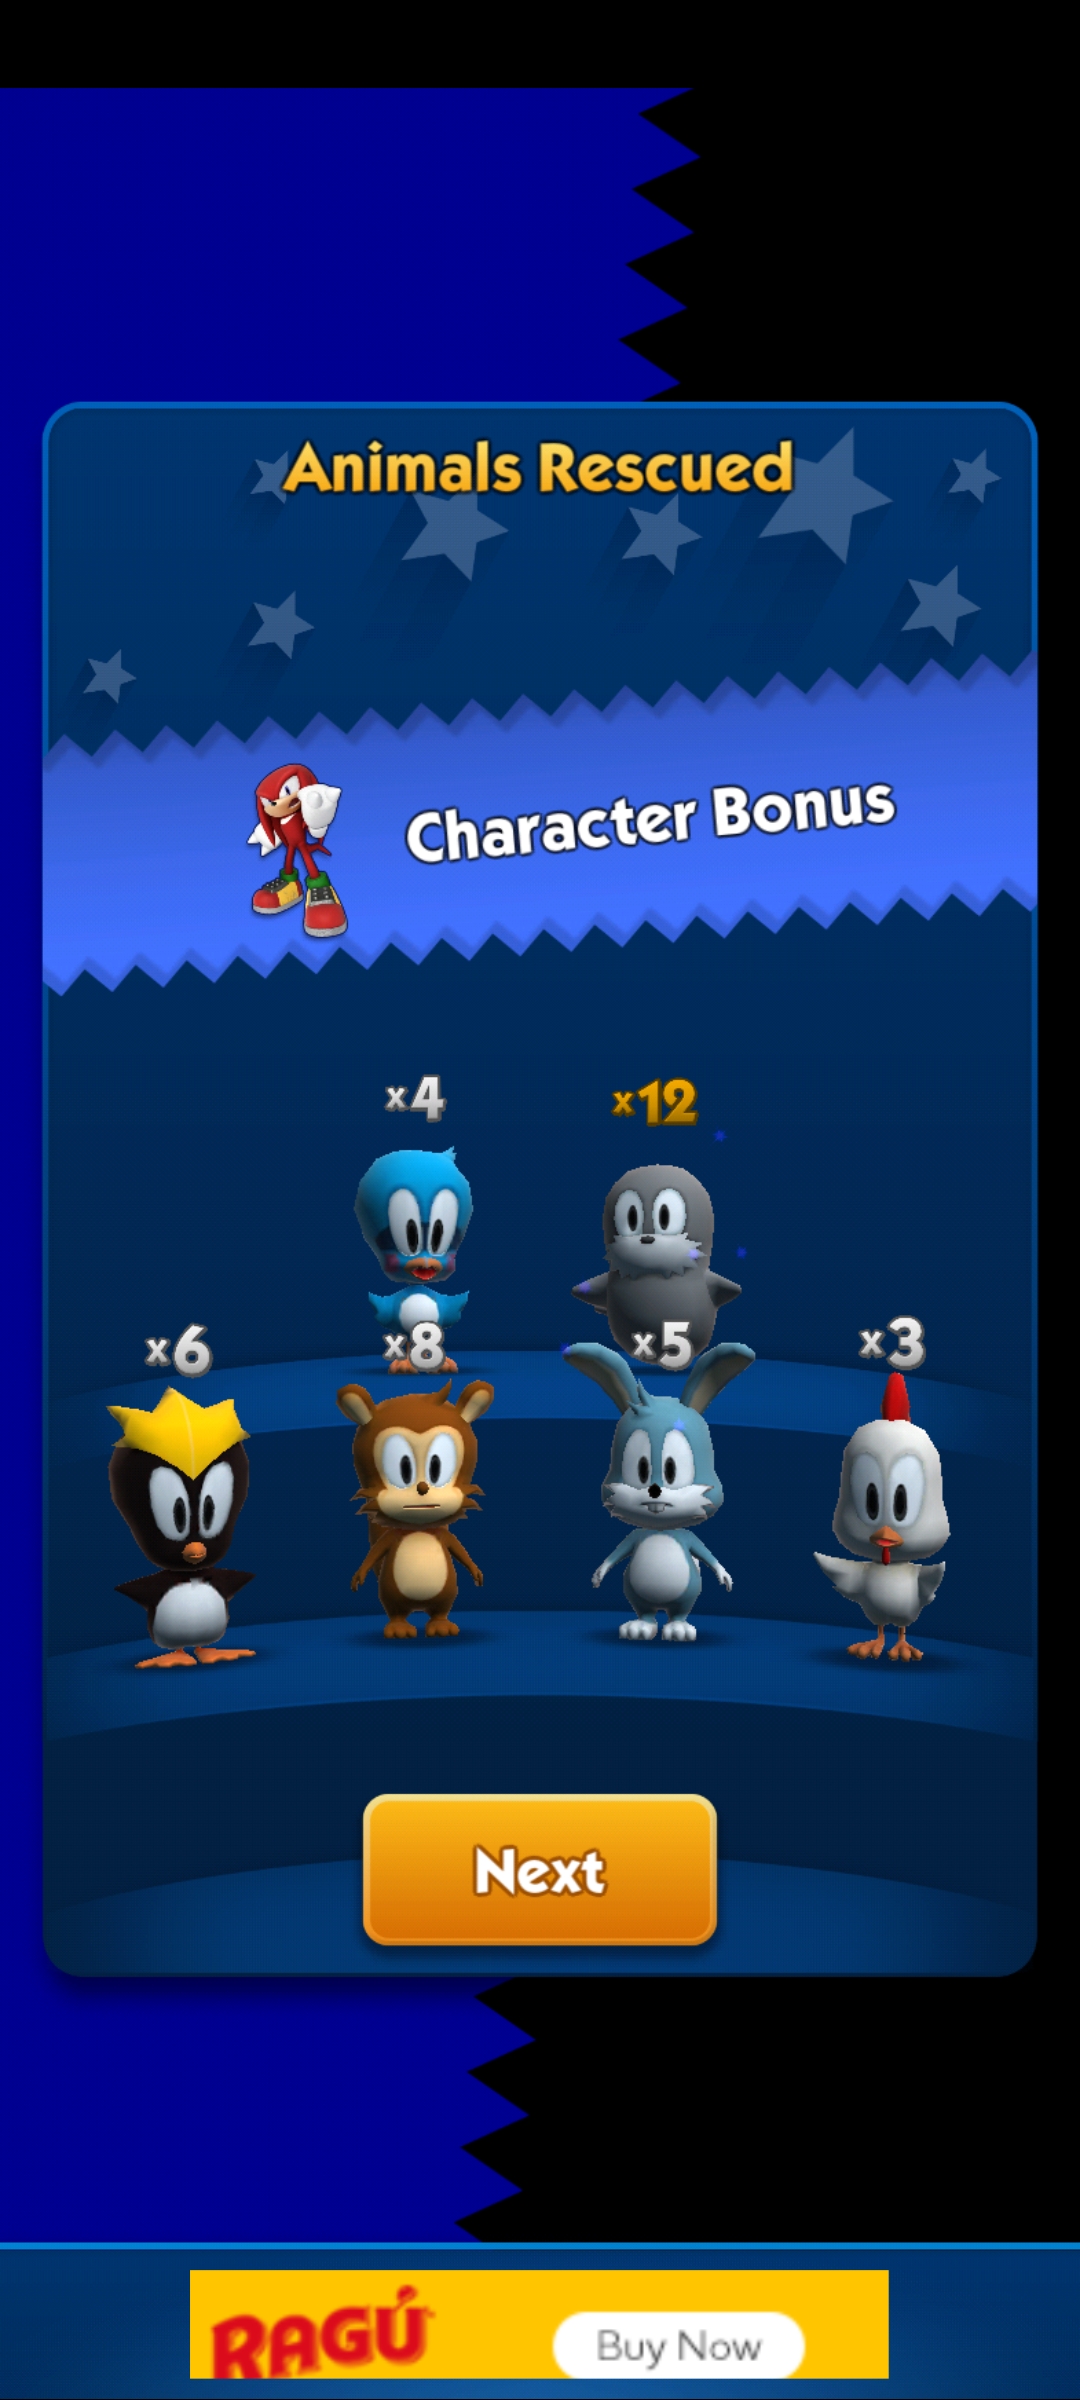 Animals Rescued
Character Bonus
x4
x12
x6
x8
x5
x3
Next
RAGÚ
Buy Now